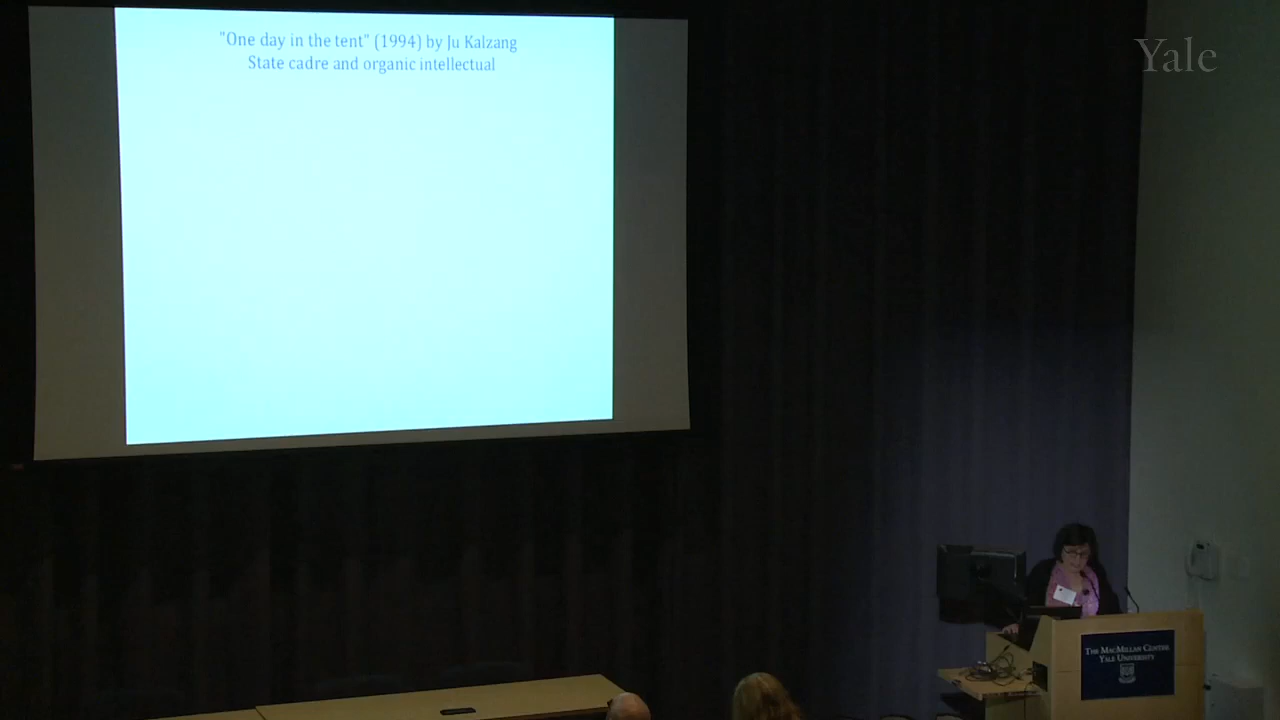 "One day in the tent" (1994) by Ju Kalzang
State cadre and organic intellectual
Yale
The MacMillan Center
Yale University